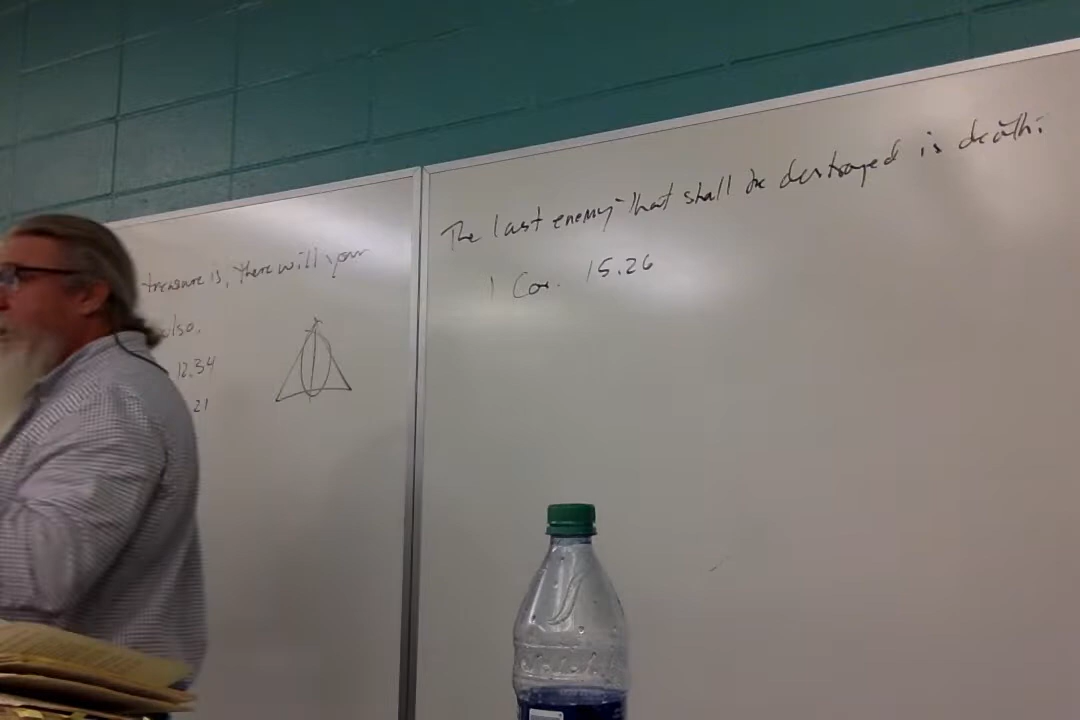 treasure is, there will your
also.
12.34
21
The last enemy that shall be destroyed is death.
1 Cor. 15.26